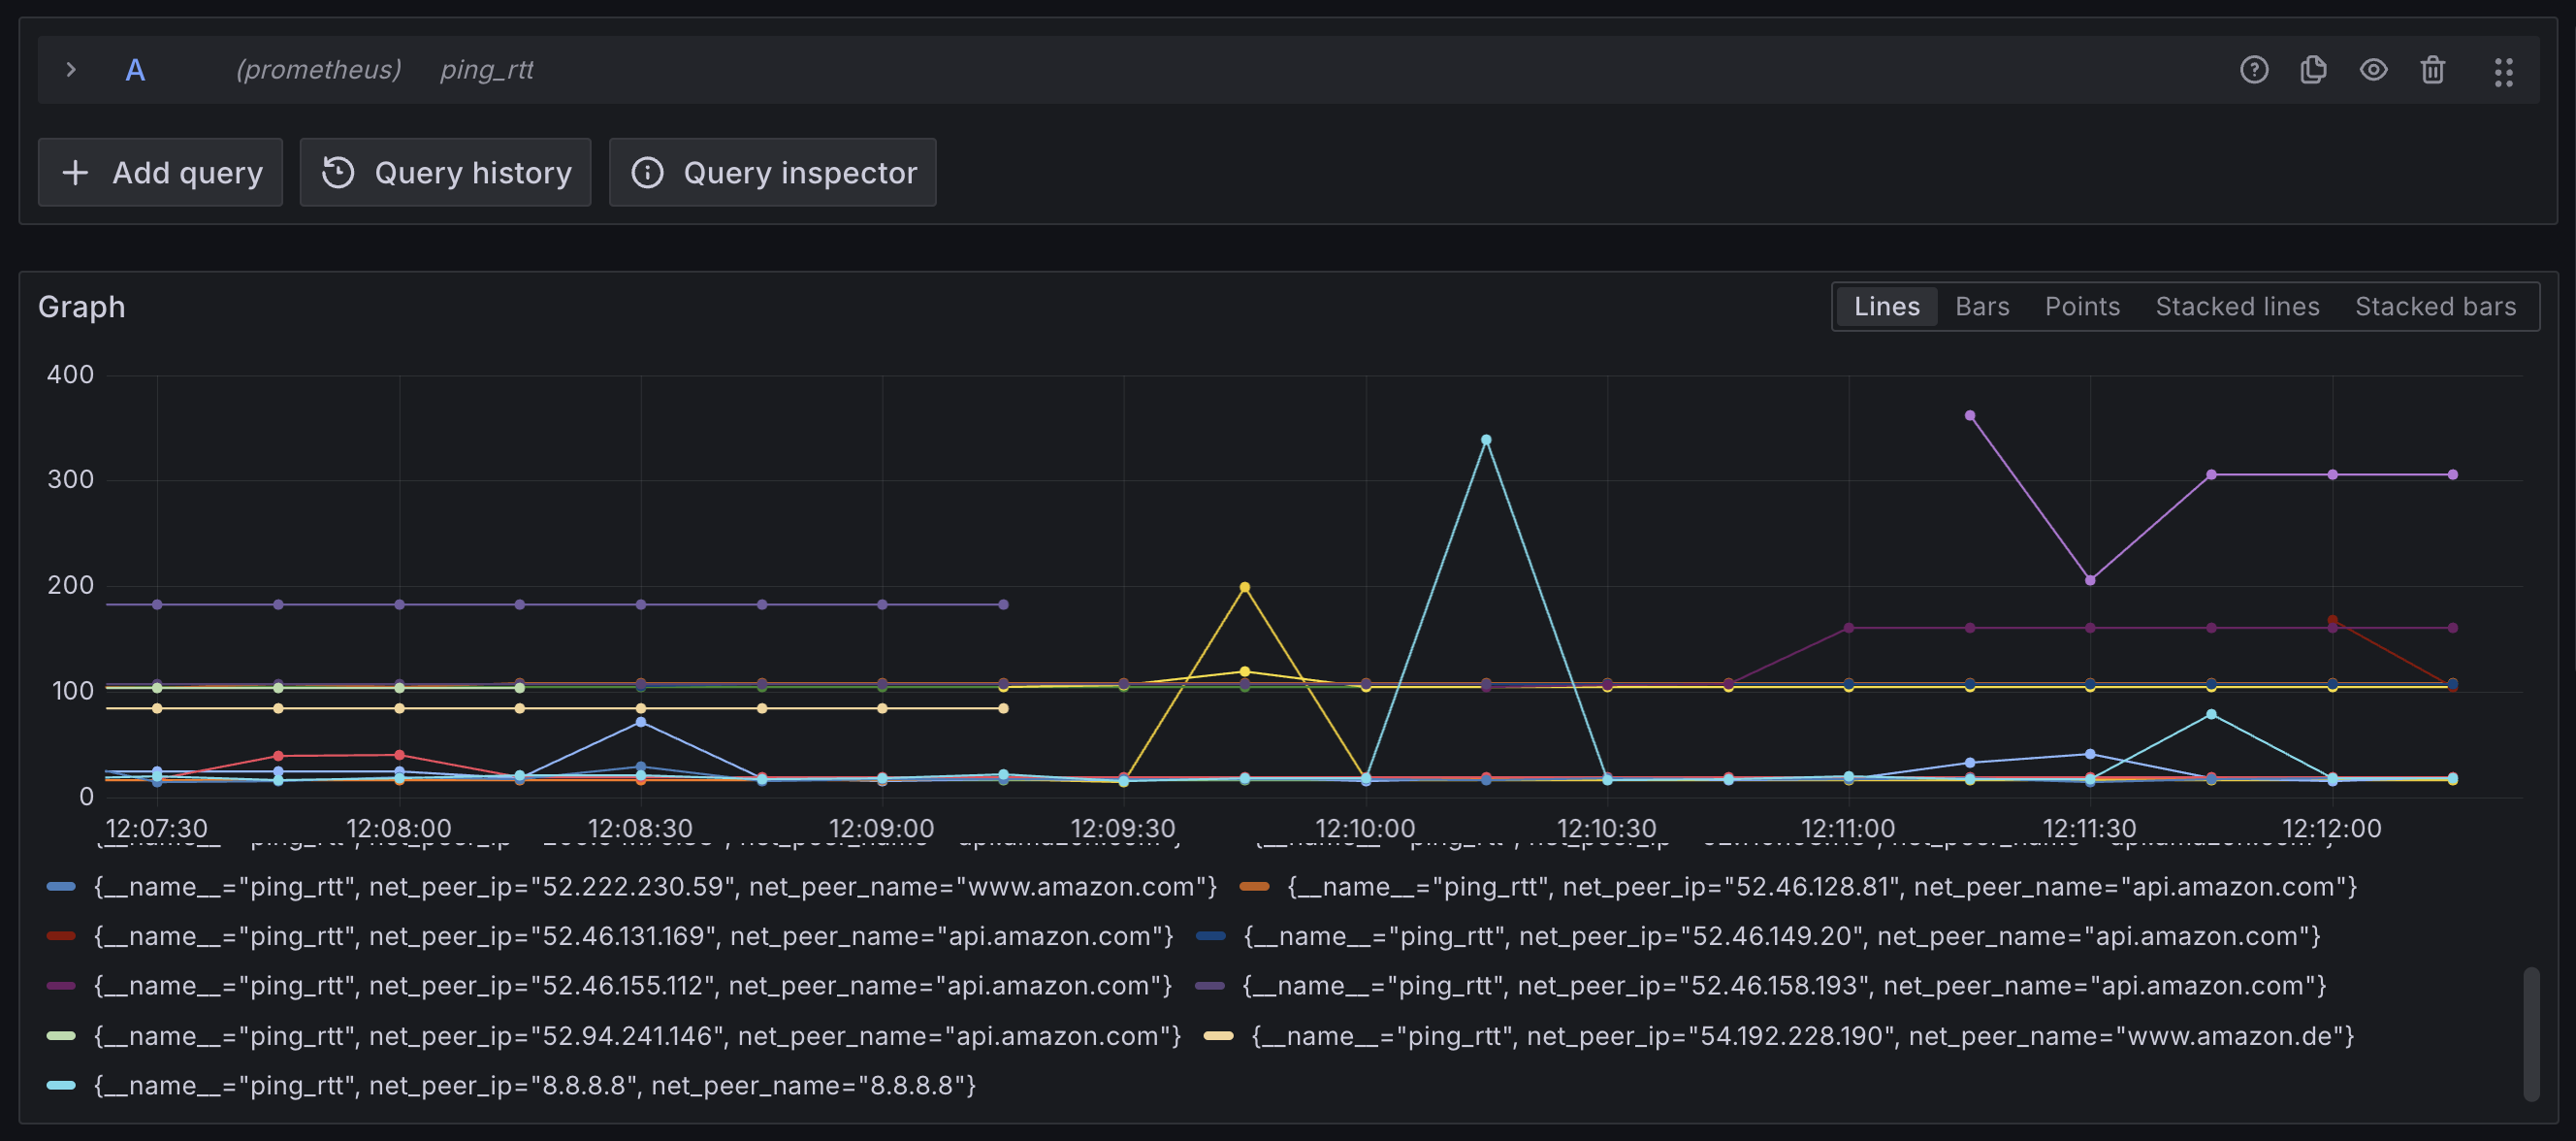 A (prometheus) ping_rtt
Add query Query history Query inspector
Graph
Lines Bars Points Stacked lines Stacked bars
400
300
200
100
0
12:07:30 12:08:00 12:08:30 12:09:00 12:09:30 12:10:00 12:10:30 12:11:00 12:11:30 12:12:00
{__name__="ping_rtt", net_peer_ip="52.222.230.59", net_peer_name="www.amazon.com"} {__name__="ping_rtt", net_peer_ip="52.46.128.81", net_peer_name="api.amazon.com"}
{__name__="ping_rtt", net_peer_ip="52.46.131.169", net_peer_name="api.amazon.com"} {__name__="ping_rtt", net_peer_ip="52.46.149.20", net_peer_name="api.amazon.com"}
{__name__="ping_rtt", net_peer_ip="52.46.155.112", net_peer_name="api.amazon.com"} {__name__="ping_rtt", net_peer_ip="52.46.158.193", net_peer_name="api.amazon.com"}
{__name__="ping_rtt", net_peer_ip="52.94.241.146", net_peer_name="api.amazon.com"} {__name__="ping_rtt", net_peer_ip="54.192.228.190", net_peer_name="www.amazon.de"}
{__name__="ping_rtt", net_peer_ip="8.8.8.8", net_peer_name="8.8.8.8"}